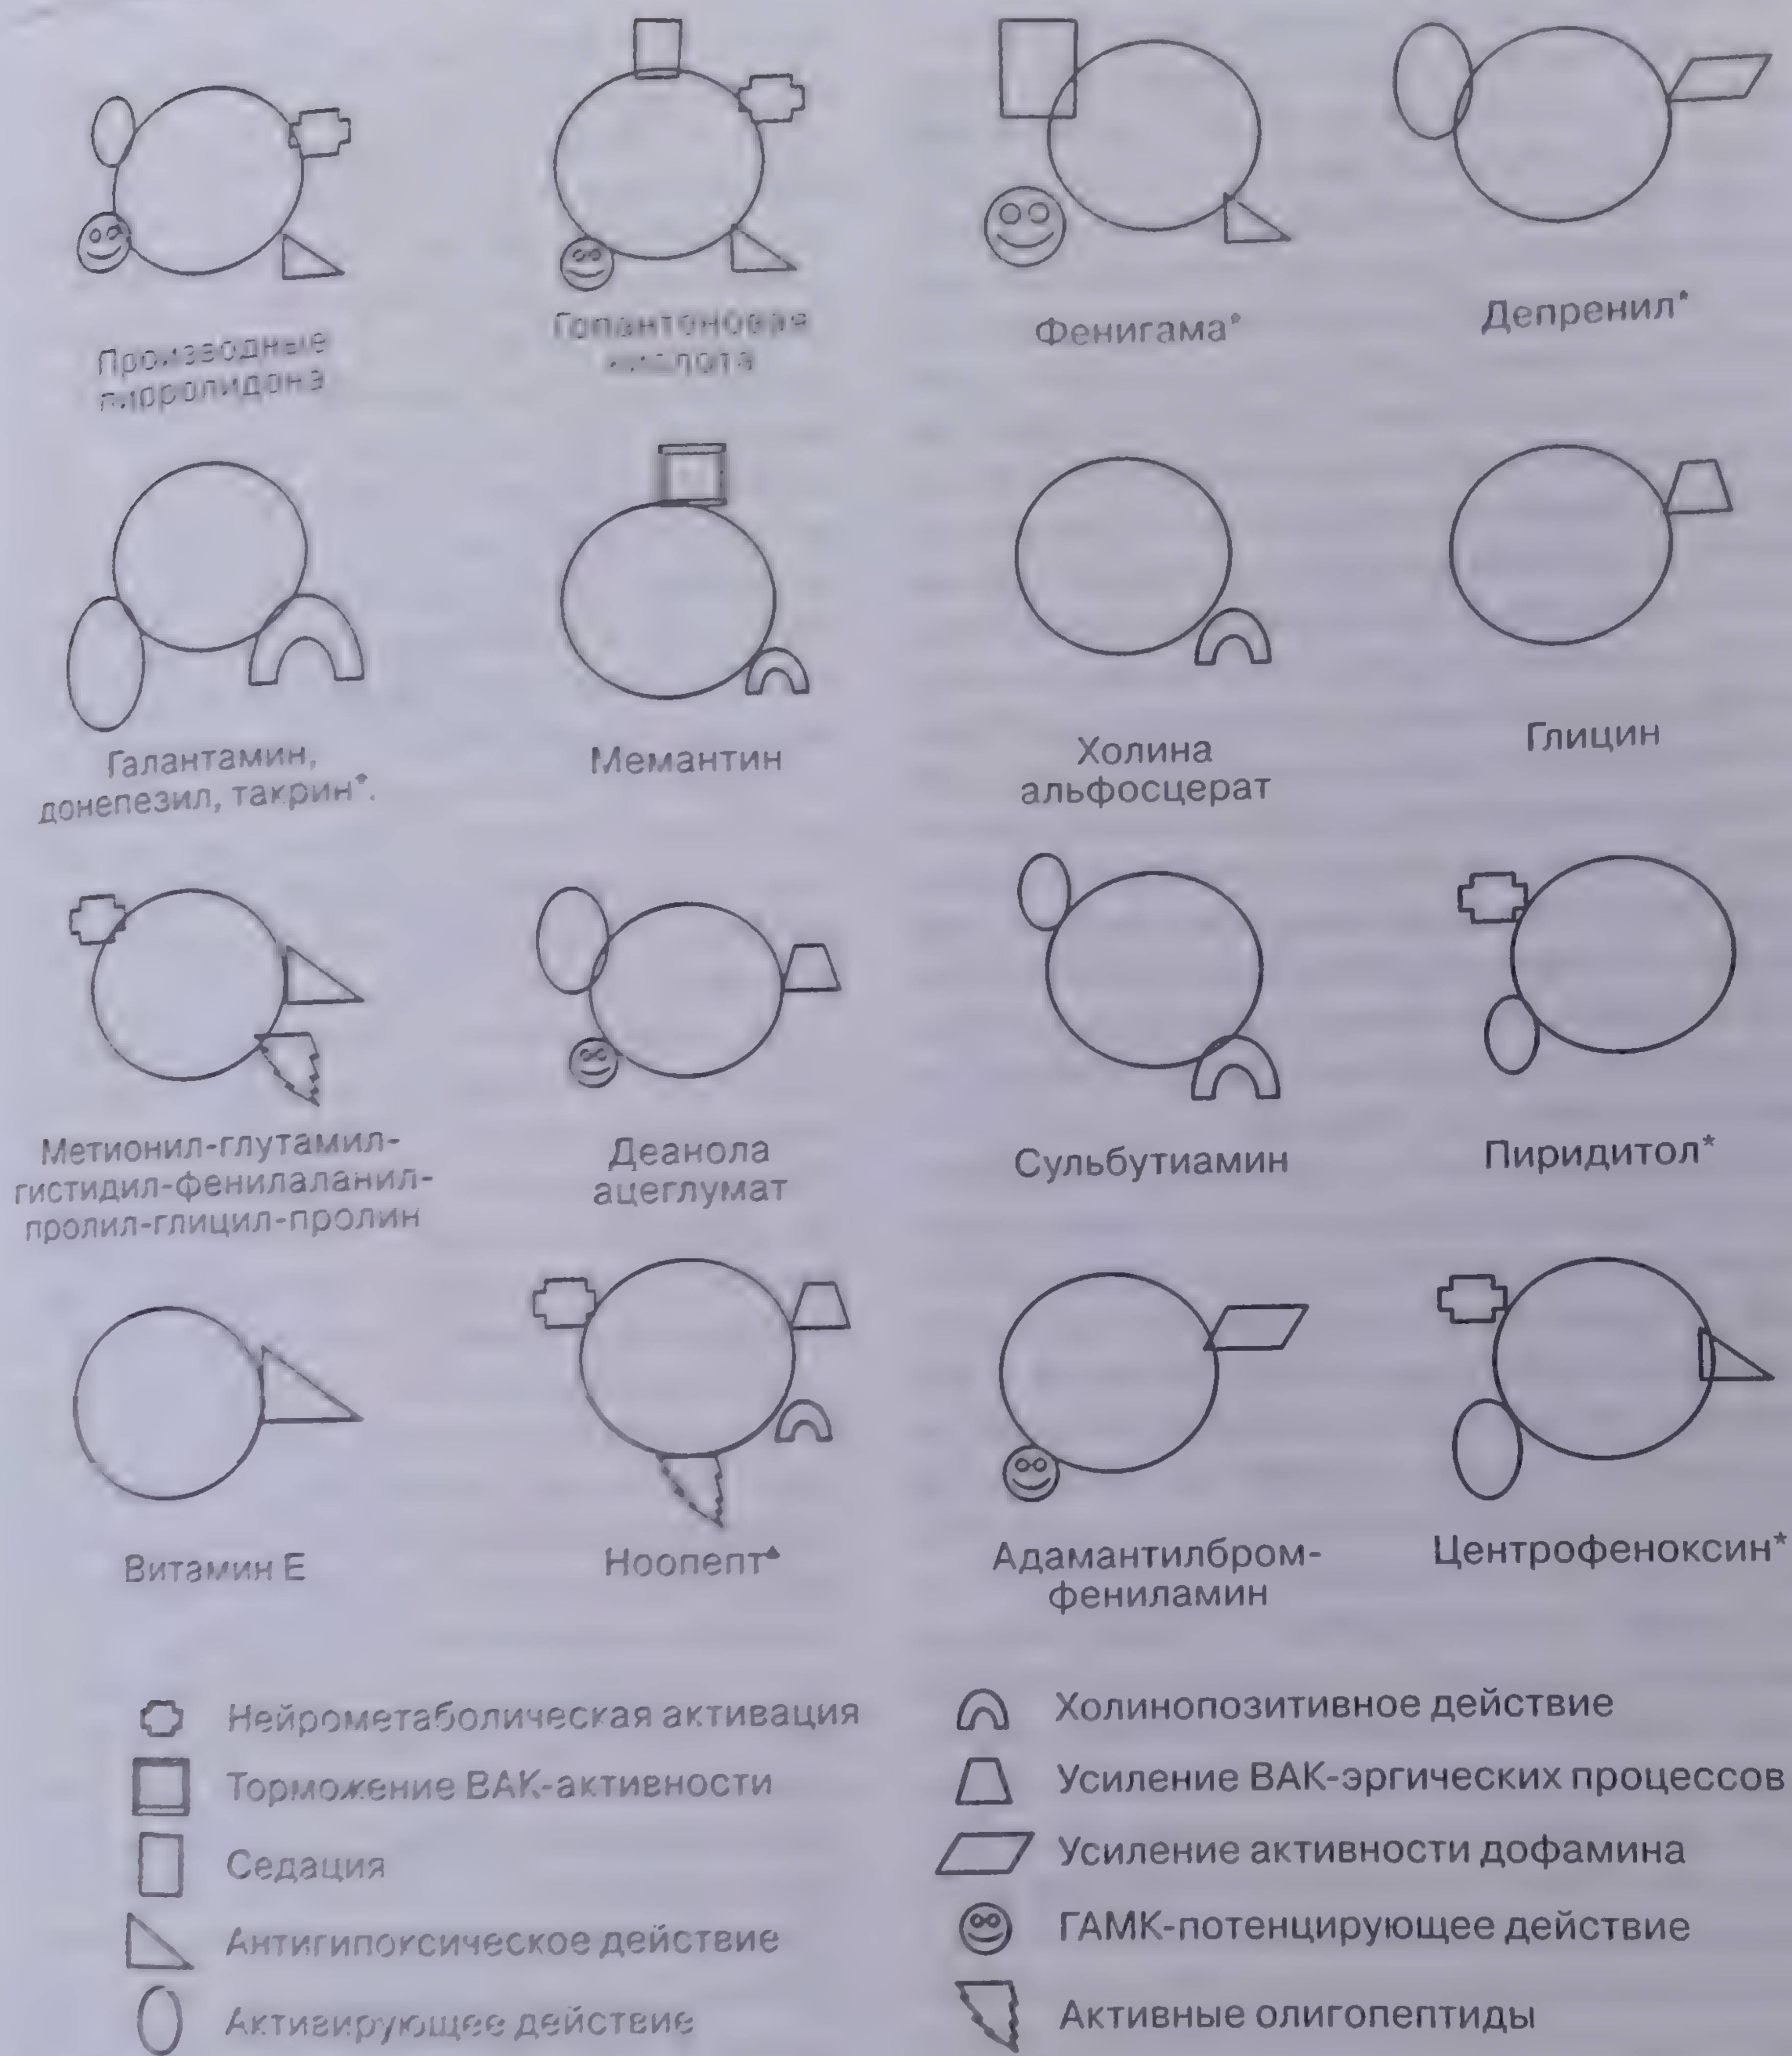 Производные
пирролидона
Гопантеновая
кислота
Фенигама*
Депренил*
Галантамин,
донепезил, такрин*.
Мемантин
Холина
альфосцерат
Глицин
Метионил-глутамил-
гистидил-фенилаланил-
пролил-глицил-пролин
Деанола
ацеглумат
Сульбутиамин
Пиридитол*
Витамин Е
Ноопепт♠
Адамантилбром-
фениламин
Центрофеноксин*
Нейрометаболическая активация
Торможение ВАК-активности
Седация
Антигипоксическое действие
Активирующее действие
Холинопозитивное действие
Усиление ВАК-эргических процессов
Усиление активности дофамина
ГАМК-потенцирующее действие
Активные олигопептиды